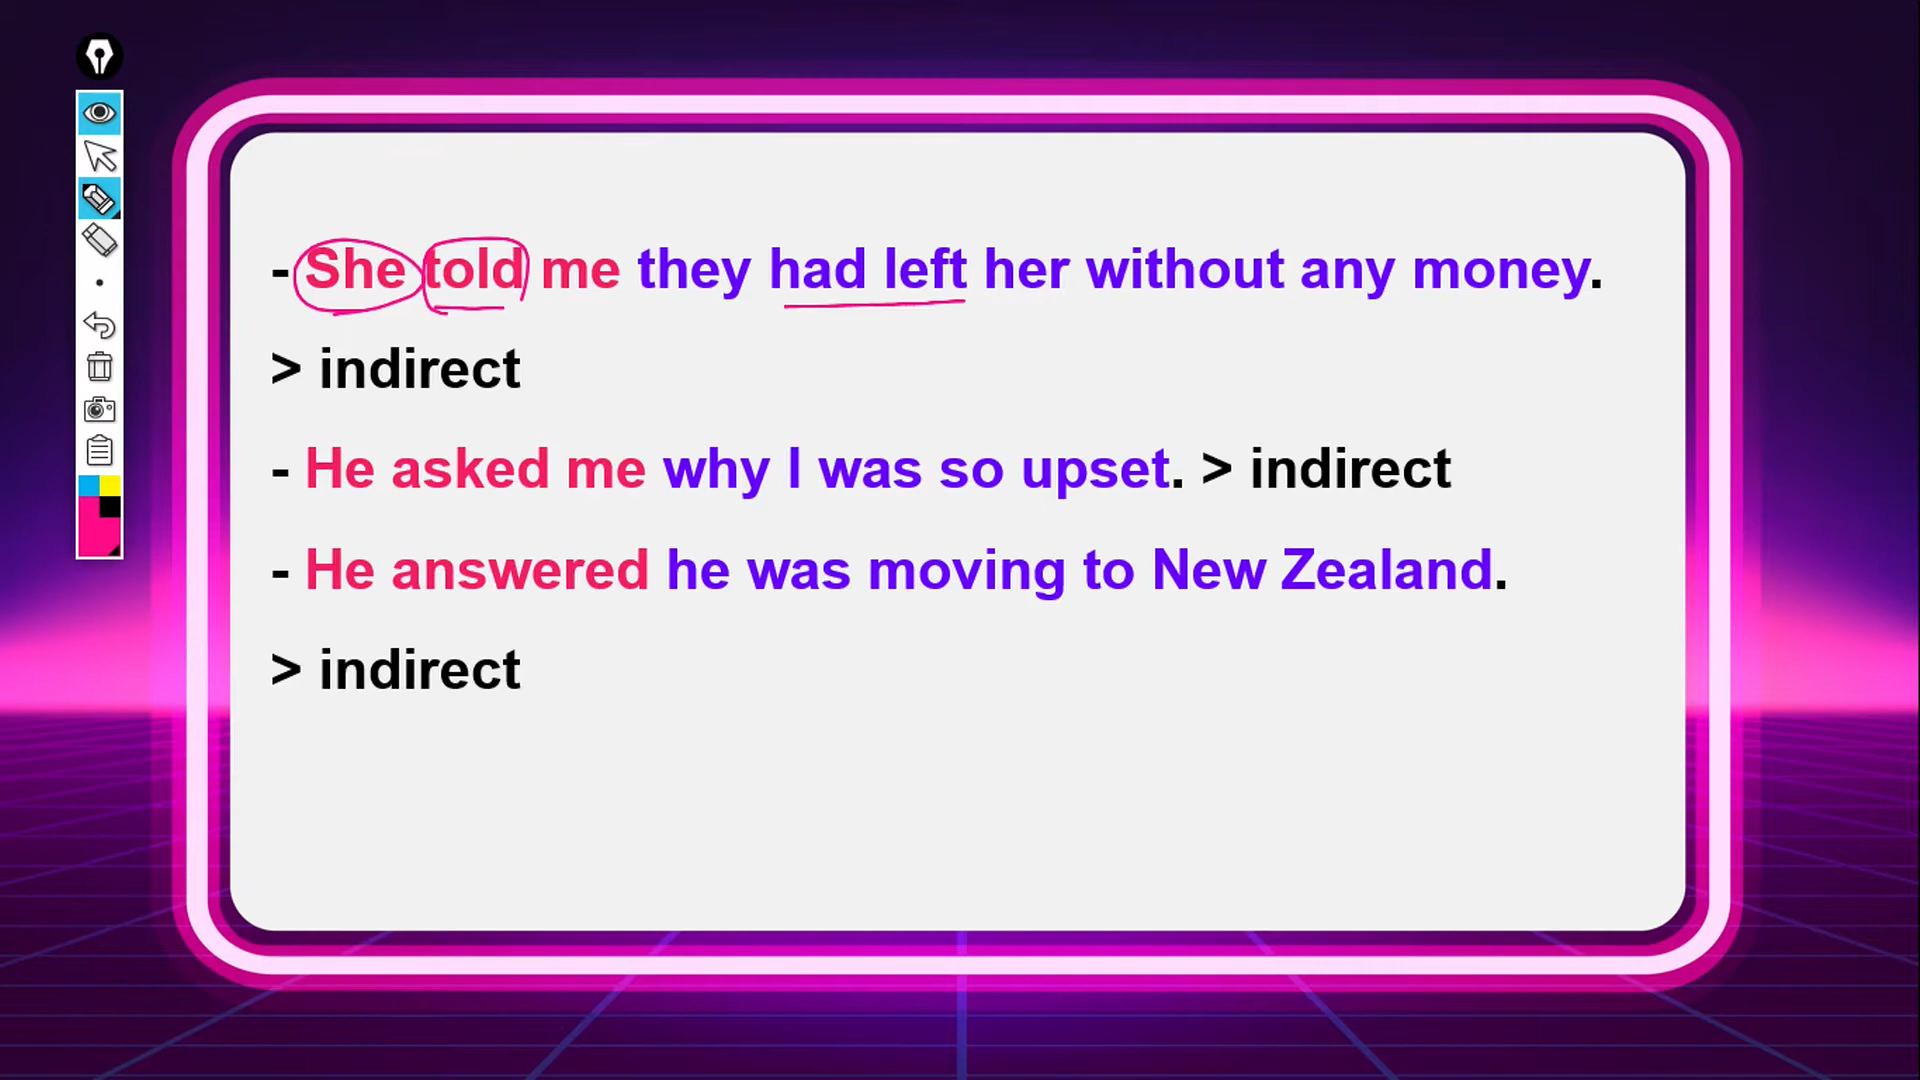 - She told me they had left her without any money.
> indirect
- He asked me why I was so upset. > indirect
- He answered he was moving to New Zealand.
> indirect